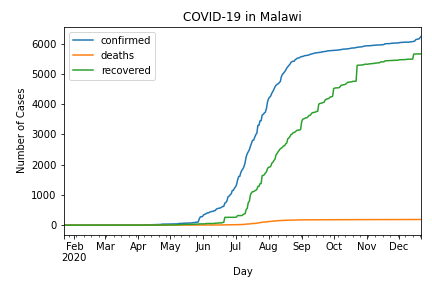 COVID-19 in Malawi
confirmed
deaths
recovered
Number of Cases
6000
5000
4000
3000
2000
1000
0
Feb Mar Apr May Jun Jul Aug Sep Oct Nov Dec
2020
Day